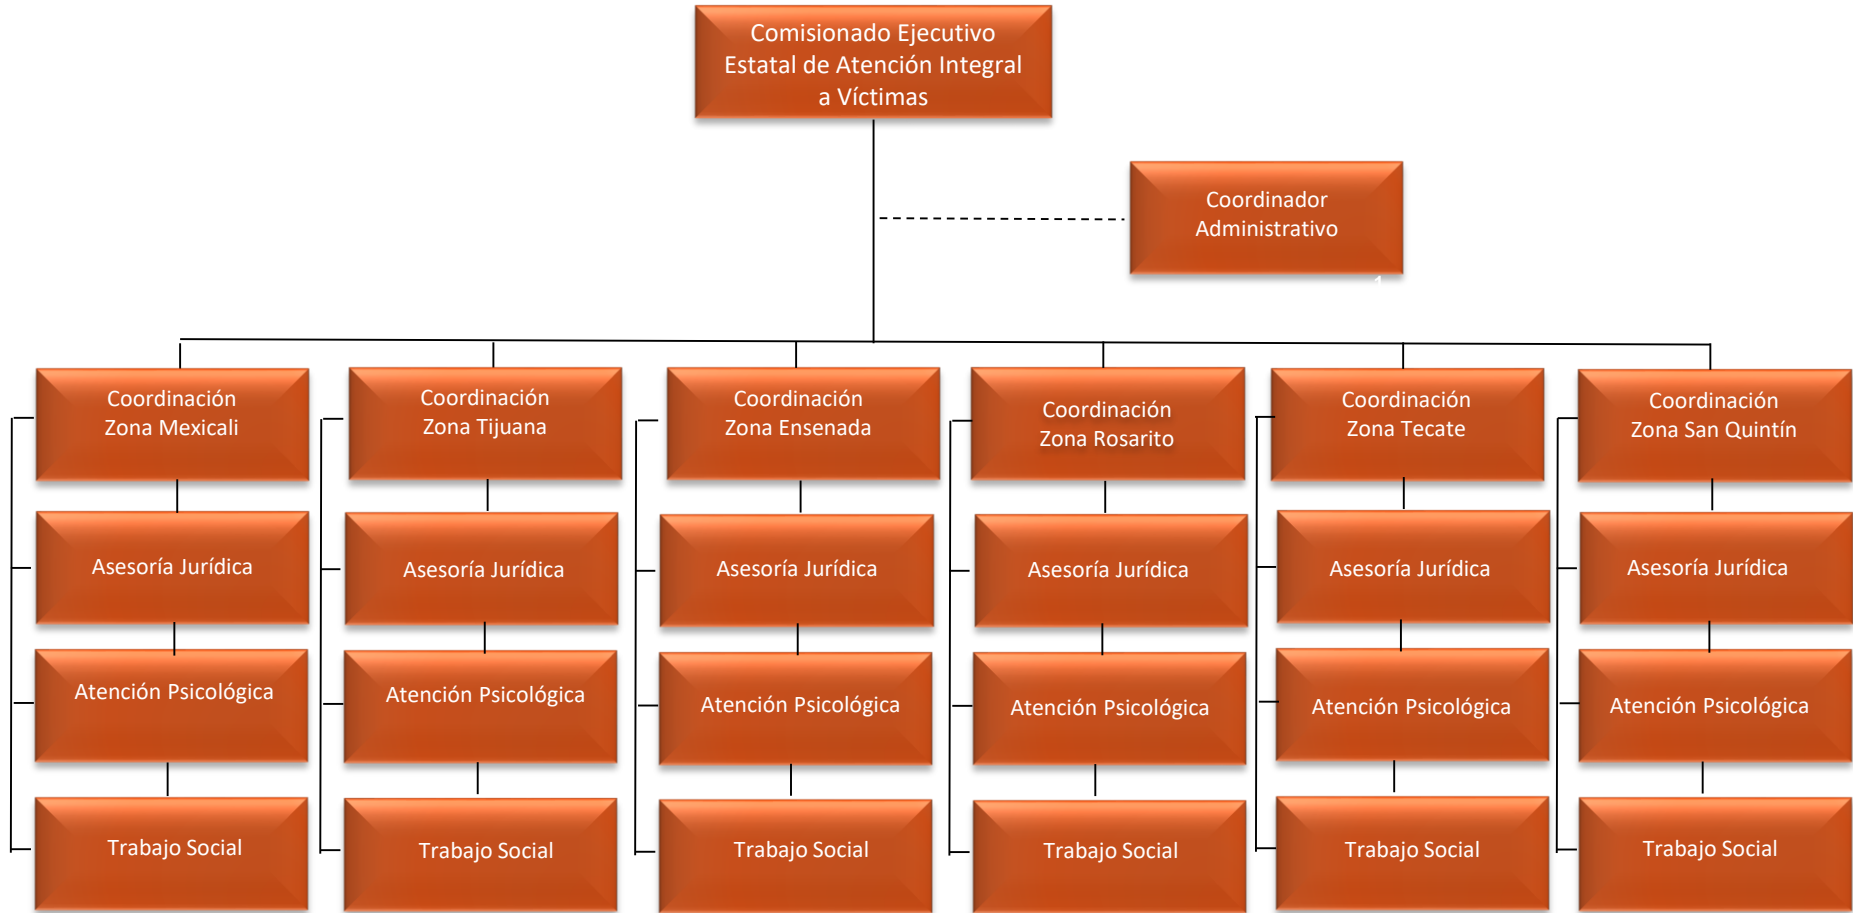 Comisionado Ejecutivo
Estatal de Atención Integral
a Víctimas
Coordinador
Administrativo
1
Coordinación
Zona Mexicali
Coordinación
Zona Tijuana
Coordinación
Zona Ensenada
Coordinación
Zona Rosarito
Coordinación
Zona Tecate
Coordinación
Zona San Quintín
Asesoría Jurídica
Asesoría Jurídica
Asesoría Jurídica
Asesoría Jurídica
Asesoría Jurídica
Asesoría Jurídica
Atención Psicológica
Atención Psicológica
Atención Psicológica
Atención Psicológica
Atención Psicológica
Atención Psicológica
Trabajo Social
Trabajo Social
Trabajo Social
Trabajo Social
Trabajo Social
Trabajo Social